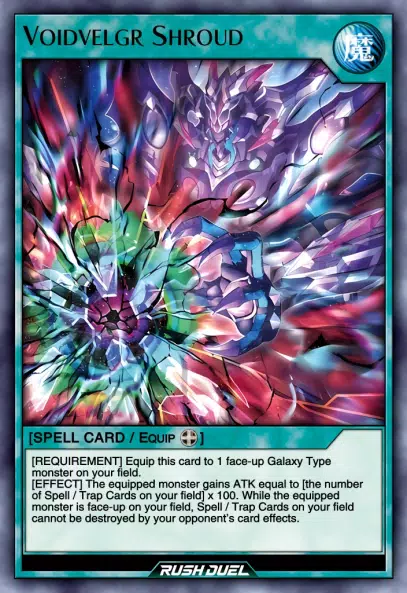 VOIDVELGR SHROUD
魔
[SPELL CARD / EQUIP ]
[REQUIREMENT] Equip this card to 1 face-up Galaxy Type
monster on your field.
[EFFECT] The equipped monster gains ATK equal to [the number
of Spell / Trap Cards on your field] x 100. While the equipped
monster is face-up on your field, Spell / Trap Cards on your field
cannot be destroyed by your opponent's card effects.
RUSH DUEL